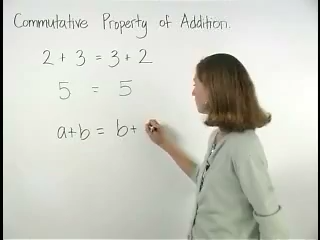 Commutative Property of Addition.
2 + 3 = 3 + 2
5 = 5
a+b = b+